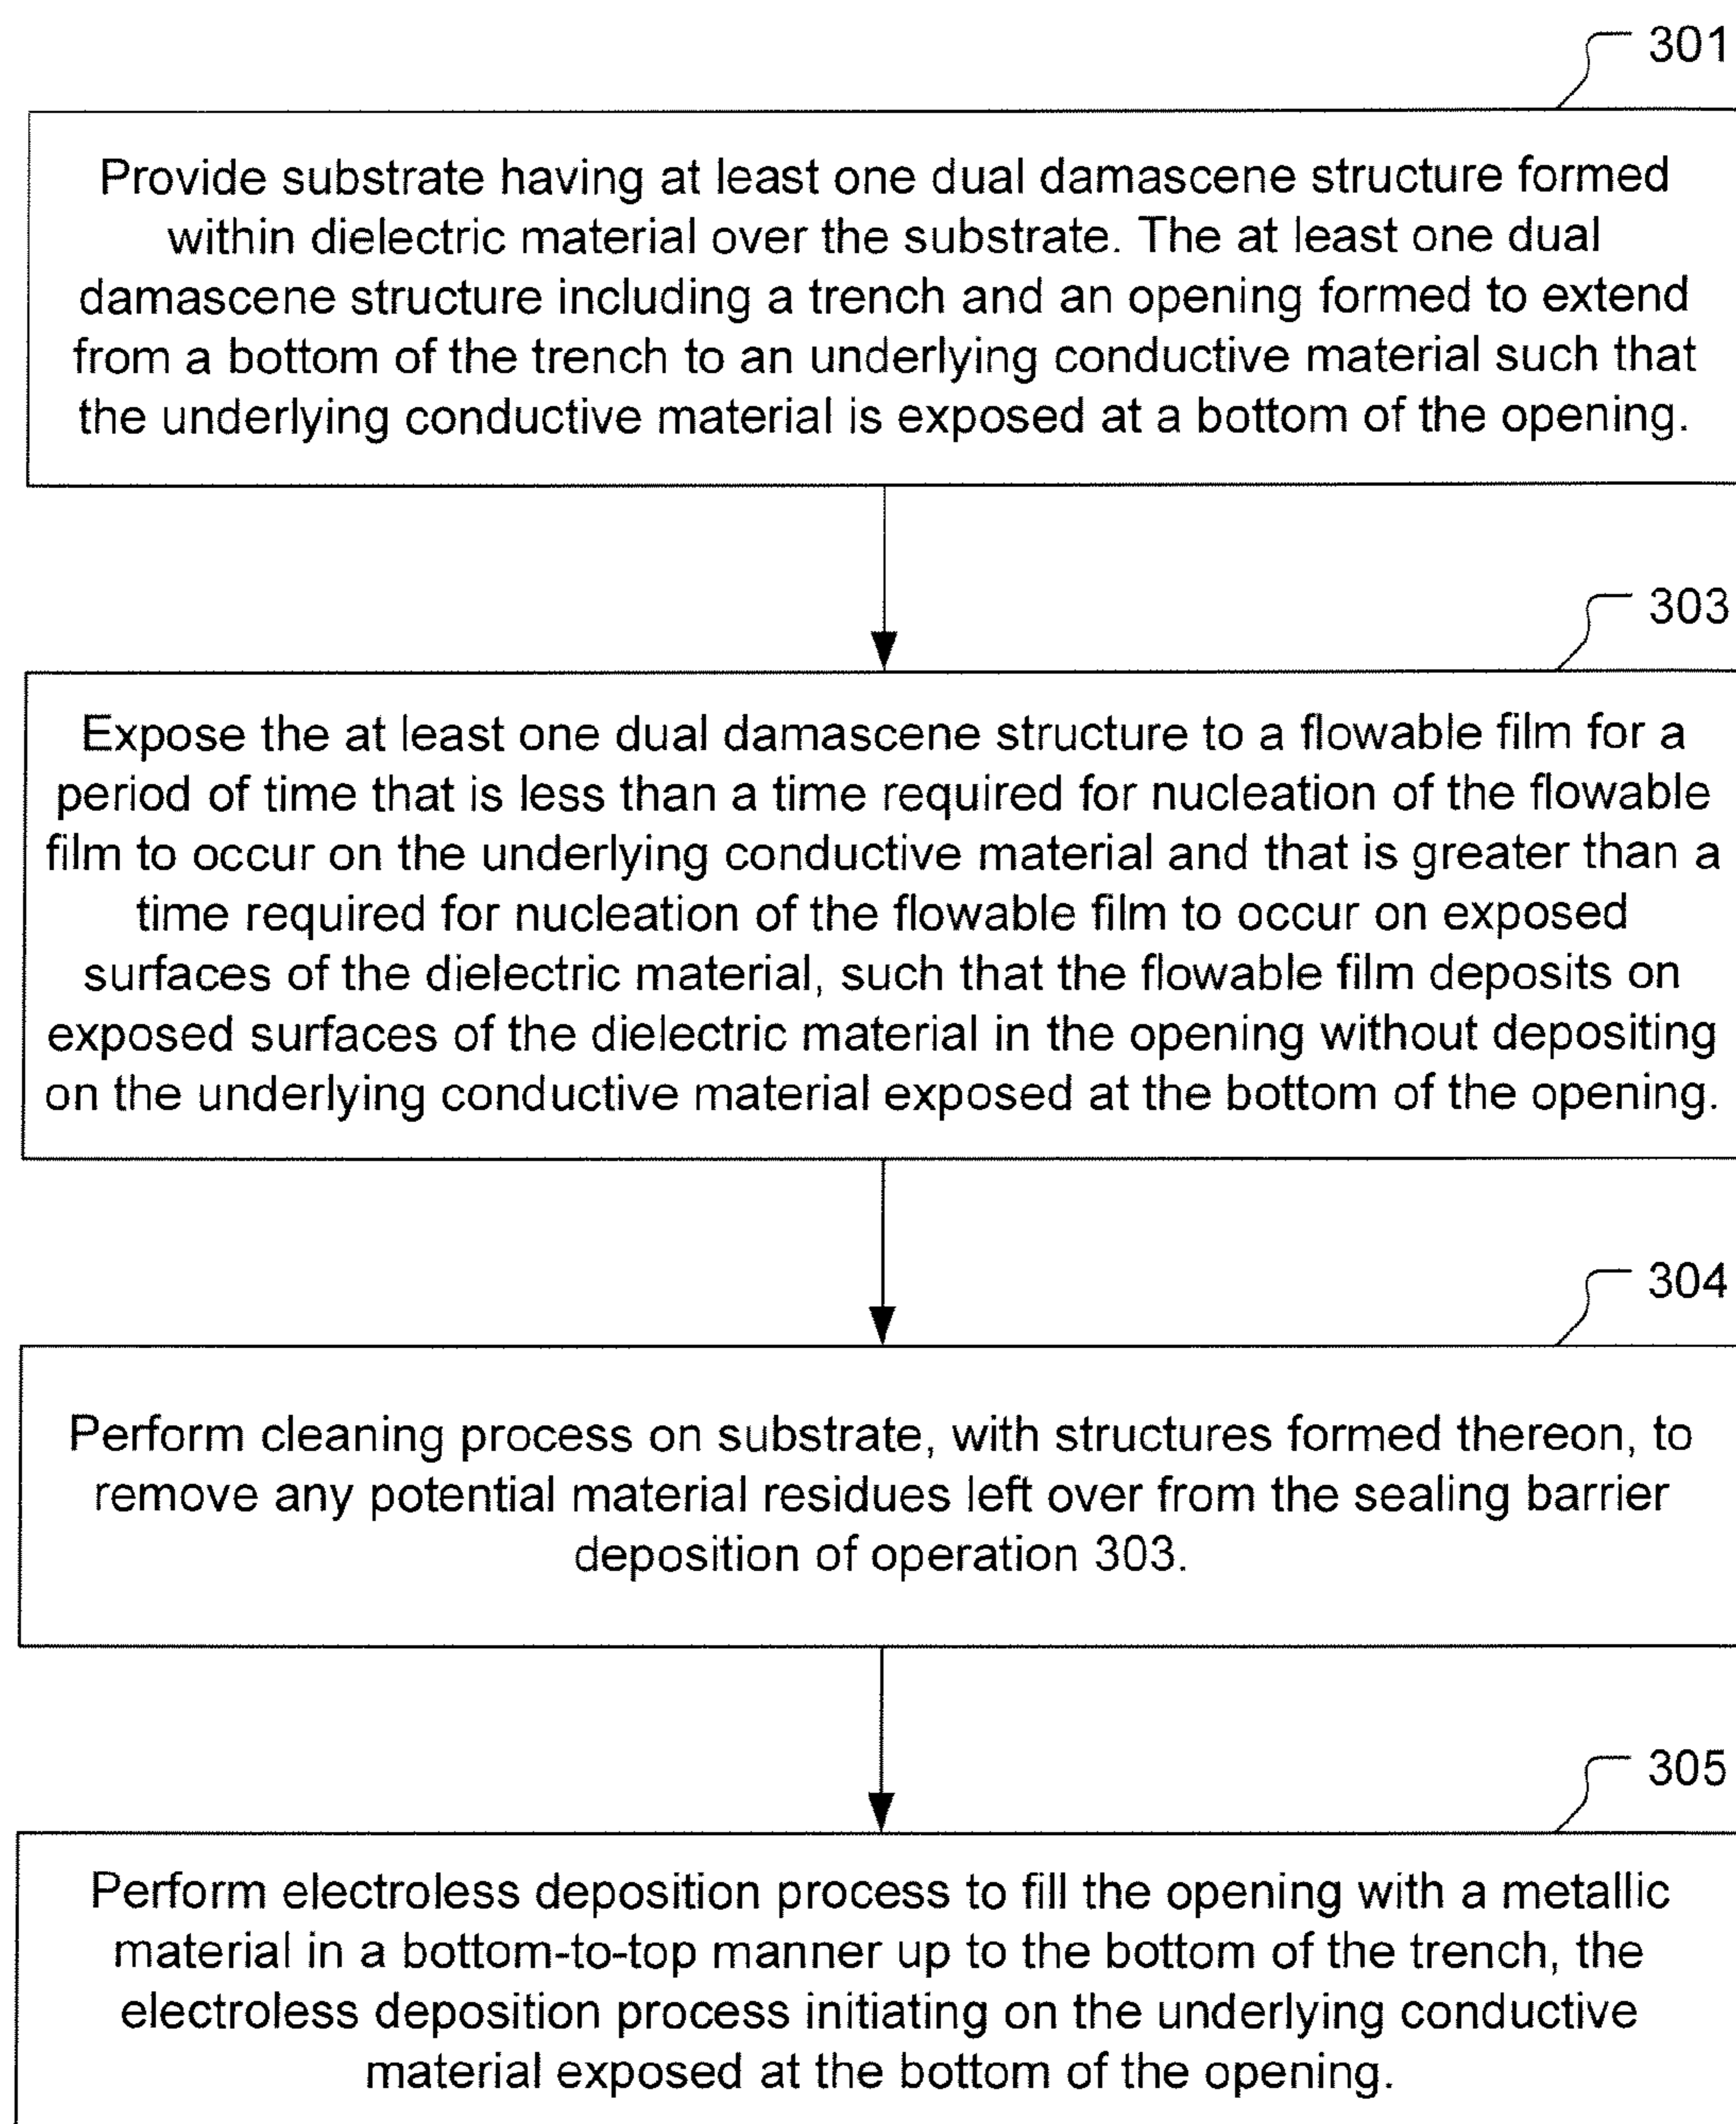 301
Provide substrate having at least one dual damascene structure formed
within dielectric material over the substrate. The at least one dual
damascene structure including a trench and an opening formed to extend
from a bottom of the trench to an underlying conductive material such that
the underlying conductive material is exposed at a bottom of the opening.
303
Expose the at least one dual damascene structure to a flowable film for a
period of time that is less than a time required for nucleation of the flowable
film to occur on the underlying conductive material and that is greater than a
time required for nucleation of the flowable film to occur on exposed
surfaces of the dielectric material, such that the flowable film deposits on
exposed surfaces of the dielectric material in the opening without depositing
on the underlying conductive material exposed at the bottom of the opening.
304
Perform cleaning process on substrate, with structures formed thereon, to
remove any potential material residues left over from the sealing barrier
deposition of operation 303.
305
Perform electroless deposition process to fill the opening with a metallic
material in a bottom-to-top manner up to the bottom of the trench, the
electroless deposition process initiating on the underlying conductive
material exposed at the bottom of the opening.